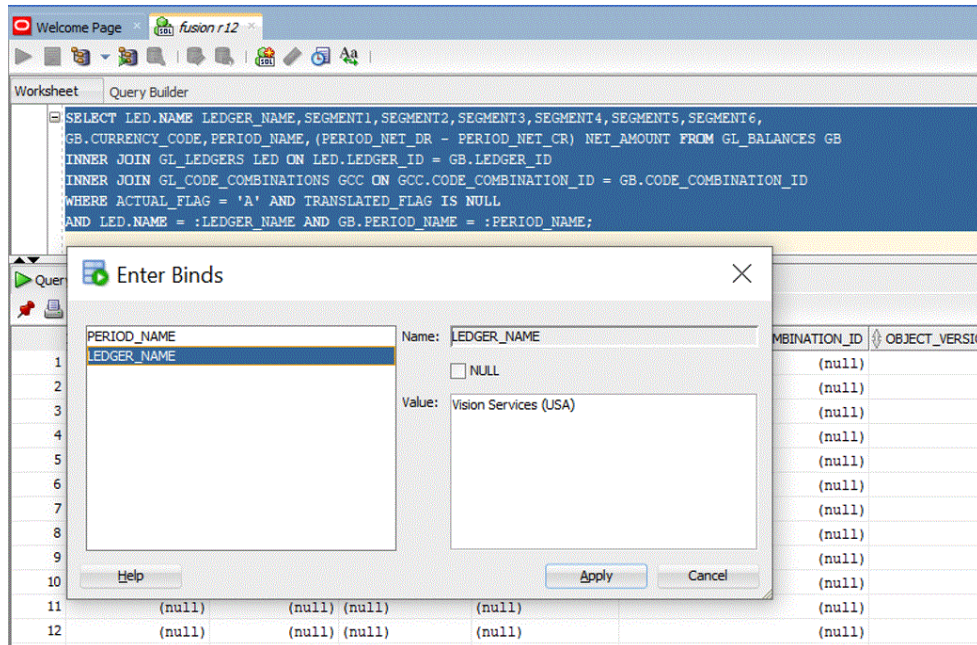 Welcome Page
fusion r12
Worksheet Query Builder
SELECT LED.NAME LEDGER_NAME,SEGMENT1,SEGMENT2,SEGMENT3,SEGMENT4,SEGMENT5,SEGMENT6,
GB.CURRENCY_CODE,PERIOD_NAME,(PERIOD_NET_DR - PERIOD_NET_CR) NET_AMOUNT FROM GL_BALANCES GB
INNER JOIN GL_LEDGERS LED ON LED.LEDGER_ID = GB.LEDGER_ID
INNER JOIN GL_CODE_COMBINATIONS GCC ON GCC.CODE_COMBINATION_ID = GB.CODE_COMBINATION_ID
WHERE ACTUAL_FLAG = 'A' AND TRANSLATED_FLAG IS NULL
AND LED.NAME = :LEDGER_NAME AND GB.PERIOD_NAME = :PERIOD_NAME;
Quer
Enter Binds
PERIOD_NAME
LEDGER_NAME
Name: LEDGER_NAME
NULL
Value: Vision Services (USA)
Help Apply Cancel
MBINATION_ID OBJECT_VERSI
1 (null)
2 (null)
3 (null)
4 (null)
5 (null)
6 (null)
7 (null)
8 (null)
9 (null)
10 (null)
11 (null) (null) (null) (null) (null)
12 (null) (null) (null) (null) (null)